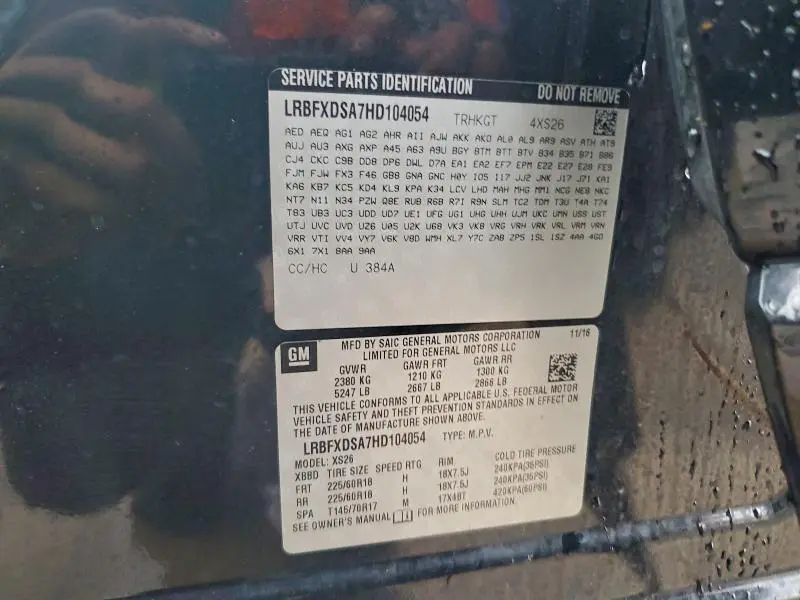 SERVICE PARTS IDENTIFICATION DO NOT REMOVE
LRBFXDSA7HD104054 TRHKGT 4XS26
AED AEQ AG1 AG2 AHR AII AJW AKK AKO AL0 AL9 AR9 ASV ATH AT9
AUJ AU3 AXG AXP A45 A63 A9U BGY BTM BTT BTV B34 B35 B71 B86
CJ4 CKC C9B DD8 DP6 DWL D7A EA1 EA2 EF7 EPM E22 E27 E28 FE9
FJM FJW FX3 F46 GB8 GNA GNC H0Y IO5 I17 JJ2 JNK J17 J71 KA1
KA6 KB7 KC5 KD4 KL9 KPA K34 LCV LHD MAH MHG MM1 NCG NE8 NKC
NT7 N11 N34 PZW Q8E RUB R6B R7I R9N SLM TC2 TDM T3U T4A T74
T83 UB3 UC3 UDD UD7 UE1 UFG UG1 UGH UHH UJM UKC UMN USS UST
UTJ UVC UVD UZ6 U05 U2K U68 VK3 VK8 VRG VRH VRK VRL VRM VRN
VRR VTI VV4 VY7 V6K V8D WMH XL7 Y7C ZAB ZP5 1SL 1SZ 4AA 4GO
6X1 7X1 8AA 9AA
CC/HC U 384A
GM MFD BY SAIC GENERAL MOTORS CORPORATION 11/16
LIMITED FOR GENERAL MOTORS LLC
GVWR GAWR FRT GAWR RR
2380 KG 1210 KG 1300 KG
5247 LB 2667 LB 2866 LB
THIS VEHICLE CONFORMS TO ALL APPLICABLE U.S. FEDERAL MOTOR
VEHICLE SAFETY AND THEFT PREVENTION STANDARDS IN EFFECT ON
THE DATE OF MANUFACTURE SHOWN ABOVE.
LRBFXDSA7HD104054 TYPE: M.P.V.
MODEL: XS26
XBBD TIRE SIZE SPEED RTG RIM COLD TIRE PRESSURE
FRT 225/60R18 H 18X7.5J 240KPA(35PSI)
RR 225/60R18 H 18X7.5J 240KPA(35PSI)
SPA T145/70R17 M 17X4BT 420KPA(60PSI)
SEE OWNER'S MANUAL FOR MORE INFORMATION.